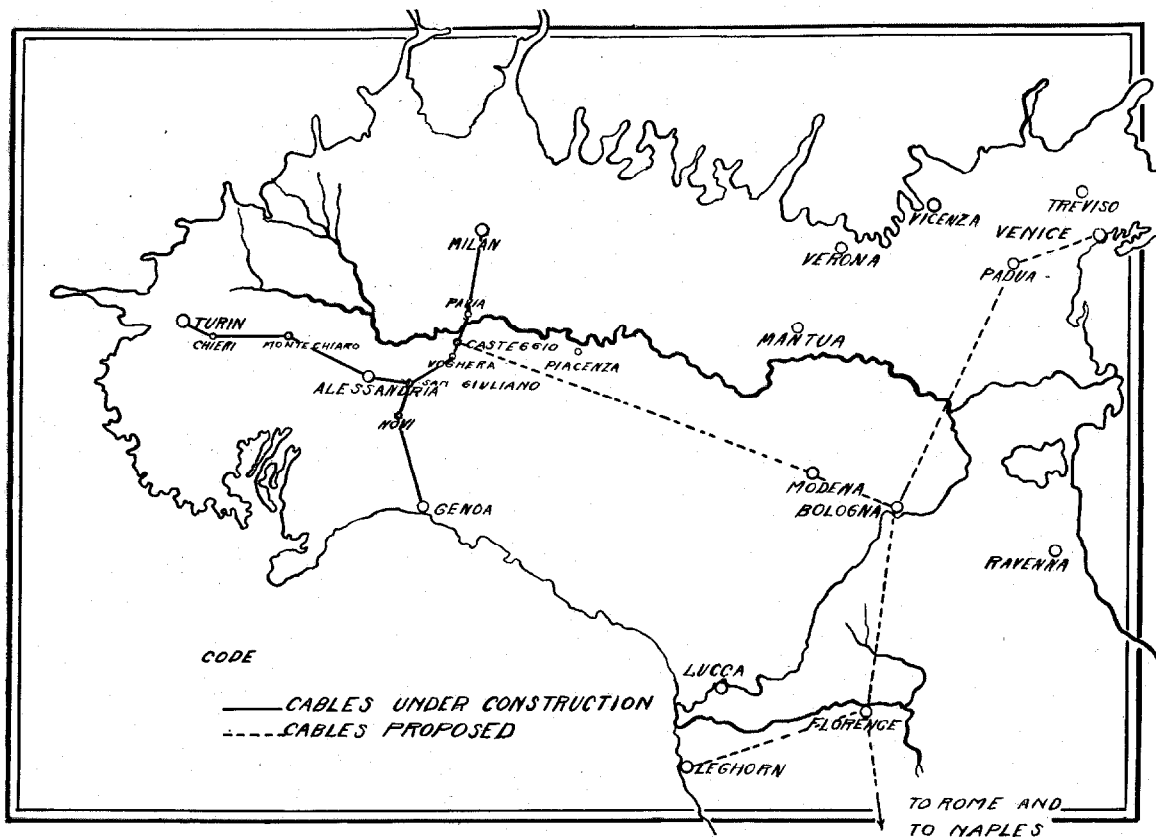 TREVISO
VICENZA
VENICE
MILAN
VERONA
PADUA
PAVIA
TURIN
CHIERI
MONTECHIARO
CASTEGGIO
MANTUA
VOGHERA
PIACENZA
ALESSANDRIA
SAN GIULIANO
NOVI
MODENA
GENOA
BOLOGNA
RAVENNA
CODE
LUCCA
CABLES UNDER CONSTRUCTION
CABLES PROPOSED
FLORENCE
LEGHORN
TO ROME AND
TO NAPLES